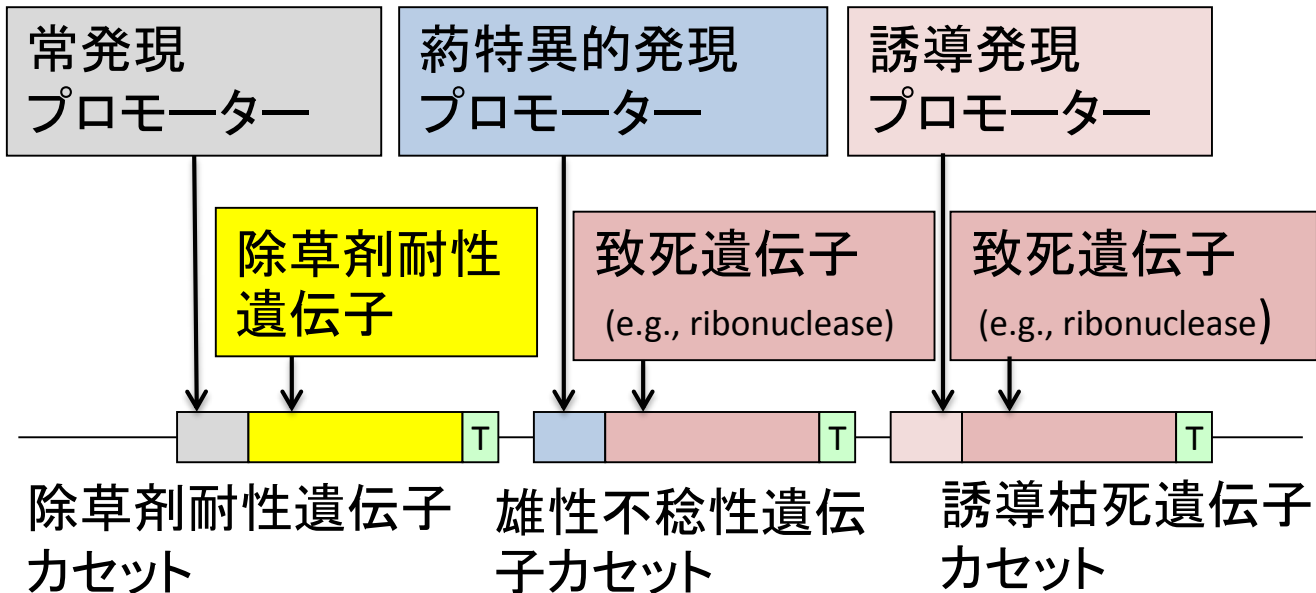 常発現
プロモーター
葯特異的発現
プロモーター
誘導発現
プロモーター
除草剤耐性
遺伝子
致死遺伝子
(e.g., ribonuclease)
致死遺伝子
(e.g., ribonuclease)
T
T
T
除草剤耐性遺伝子
カセット
雄性不稔性遺伝
子カセット
誘導枯死遺伝子
カセット